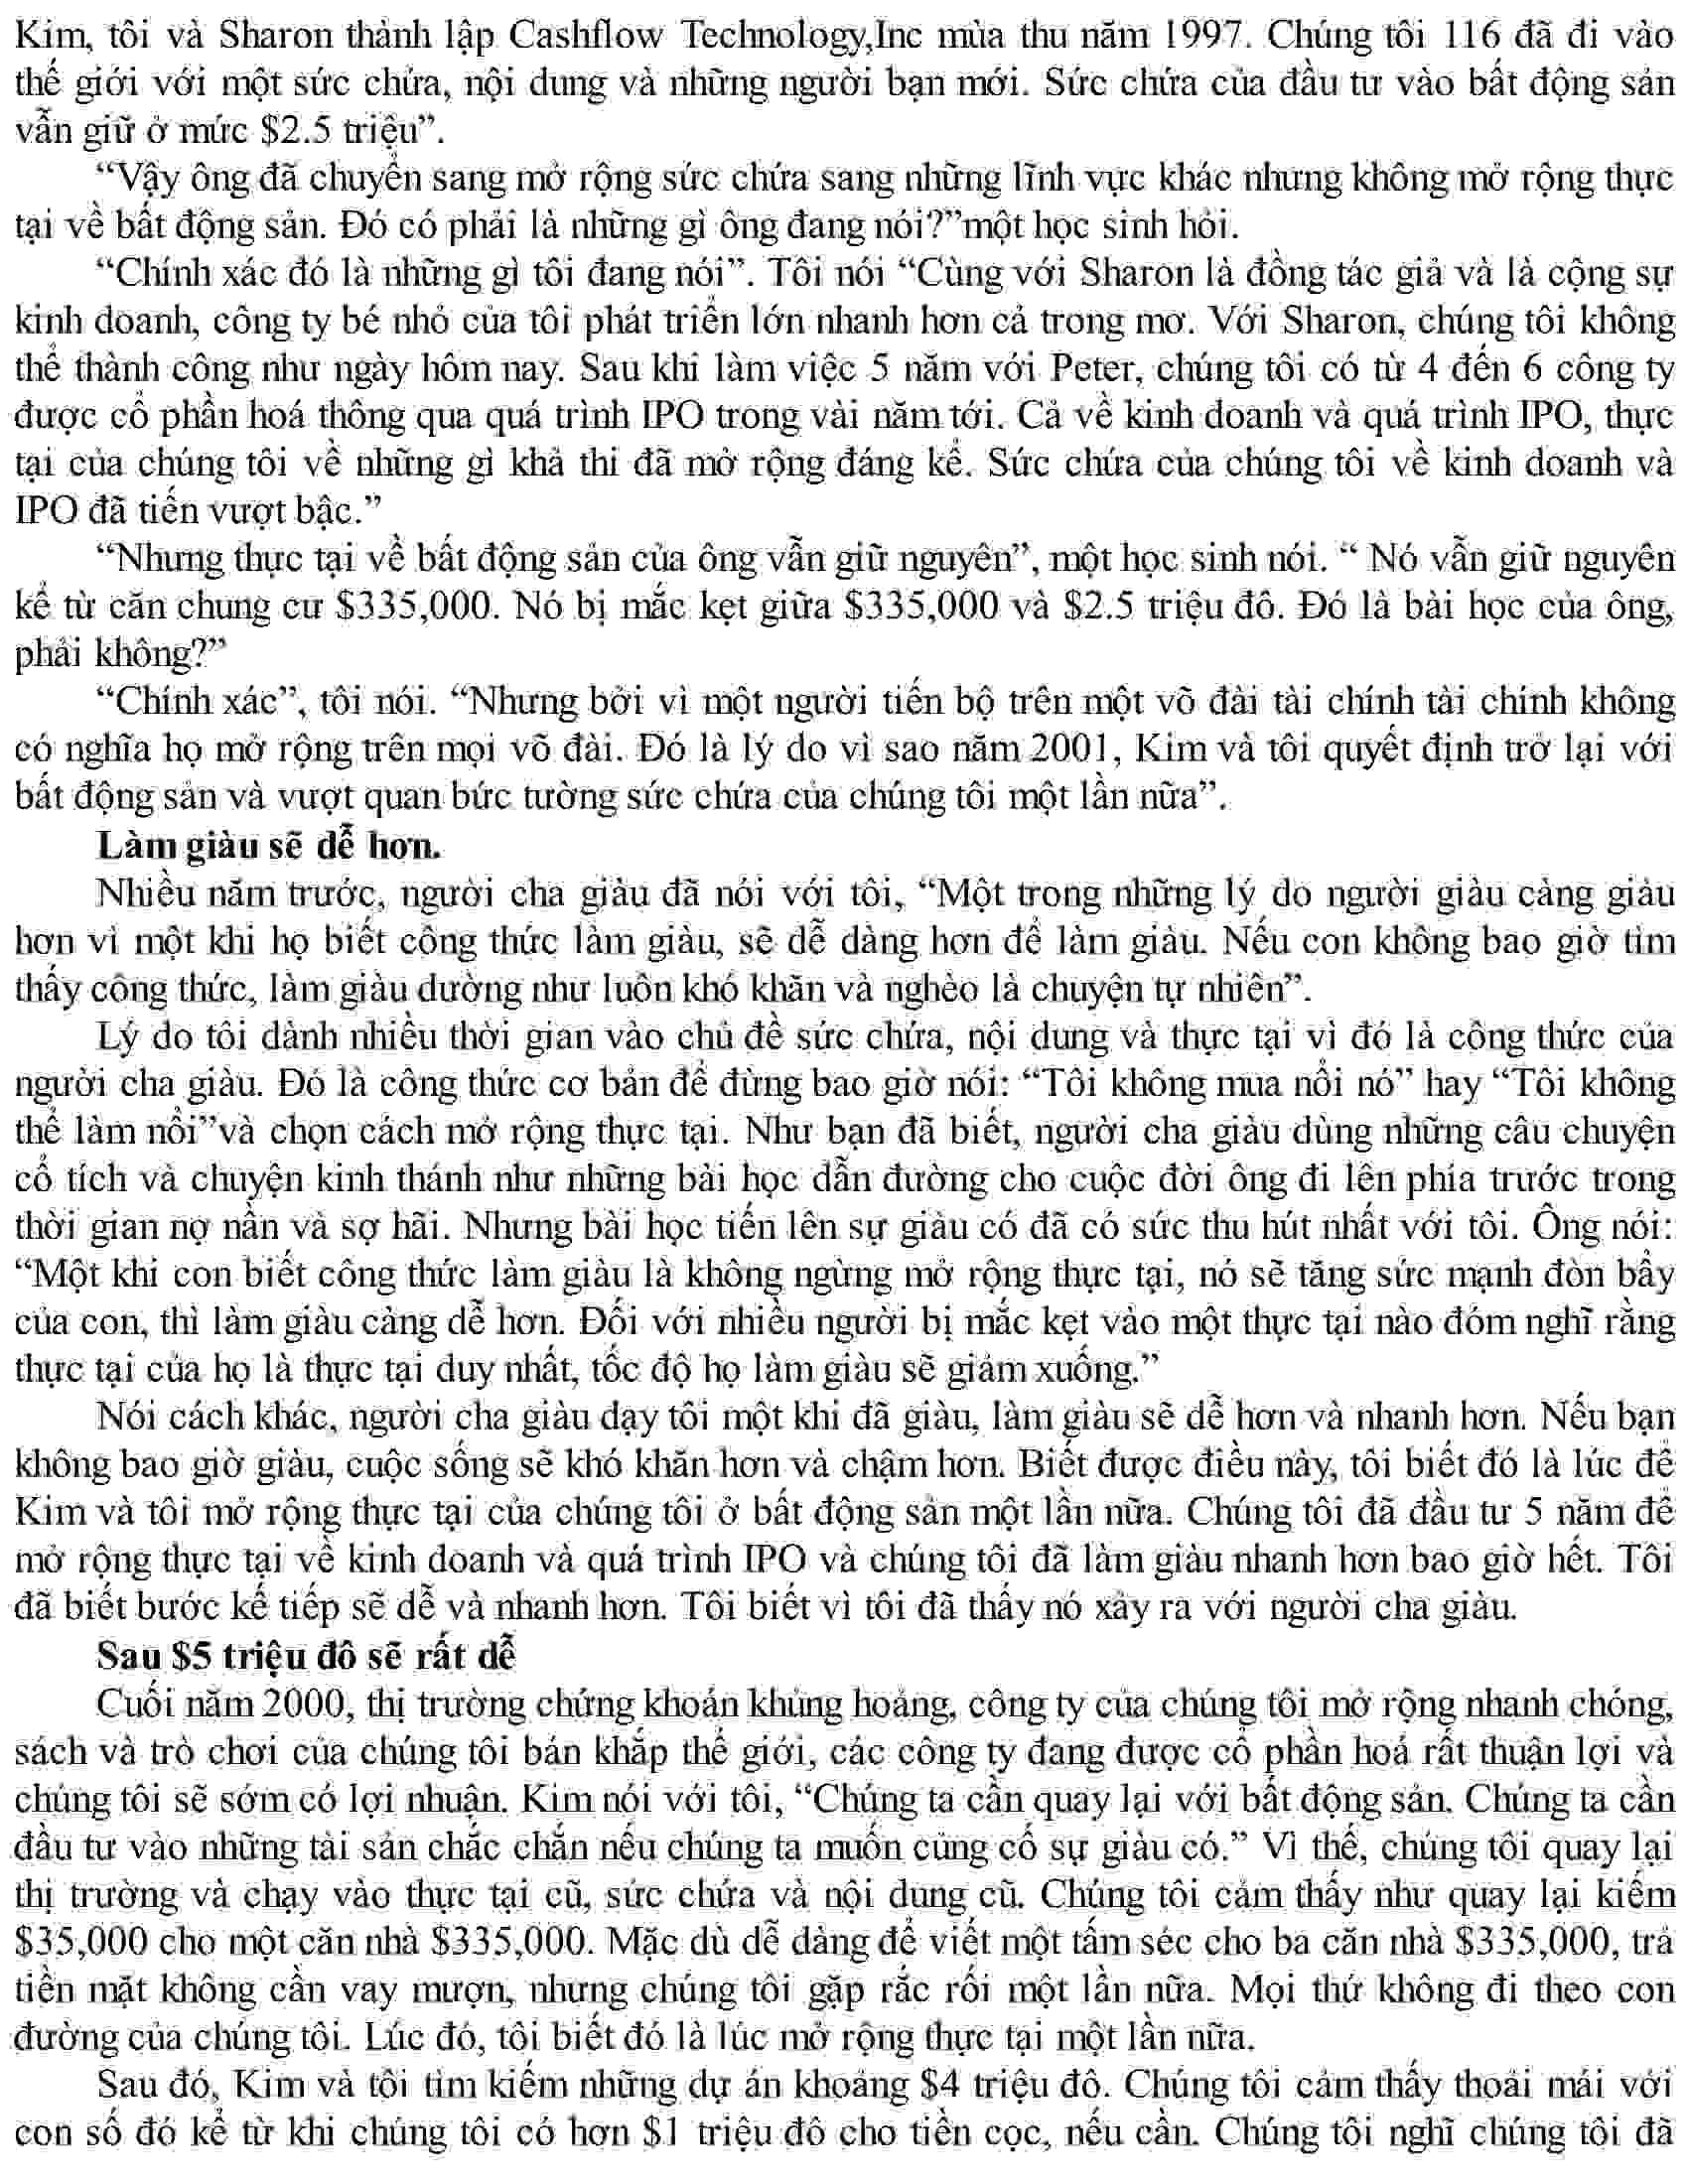 Kim, tôi và Sharon thành lập Cashflow Technology,Inc mùa thu năm 1997. Chúng tôi 116 đã đi vào
thế giới với một sức chứa, nội dung và những người bạn mới. Sức chứa của đầu tư vào bất động sản
vẫn giữ ở mức $2.5 triệu”.
“Vậy ông đã chuyển sang mở rộng sức chứa sang những lĩnh vực khác nhưng không mở rộng thực
tại về bất động sản. Đó có phải là những gì ông đang nói?”một học sinh hỏi.
“Chính xác đó là những gì tôi đang nói”. Tôi nói “Cùng với Sharon là đồng tác giả và là cộng sự
kinh doanh, công ty bé nhỏ của tôi phát triển lớn nhanh hơn cả trong mơ. Với Sharon, chúng tôi không
thể thành công như ngày hôm nay. Sau khi làm việc 5 năm với Peter, chúng tôi có từ 4 đến 6 công ty
được cổ phần hoá thông qua quá trình IPO trong vài năm tới. Cả về kinh doanh và quá trình IPO, thực
tại của chúng tôi về những gì khả thi đã mở rộng đáng kể. Sức chứa của chúng tôi về kinh doanh và
IPO đã tiến vượt bậc.”
“Nhưng thực tại về bất động sản của ông vẫn giữ nguyên”, một học sinh nói. “ Nó vẫn giữ nguyên
kể từ căn chung cư $335,000. Nó bị mắc kẹt giữa $335,000 và $2.5 triệu đô. Đó là bài học của ông,
phải không?”
“Chính xác”, tôi nói. “Nhưng bởi vì một người tiến bộ trên một võ đài tài chính tài chính không
có nghĩa họ mở rộng trên mọi võ đài. Đó là lý do vì sao năm 2001, Kim và tôi quyết định trở lại với
bất động sản và vượt quan bức tường sức chứa của chúng tôi một lần nữa”.
Làm giàu sẽ dễ hơn.
Nhiều năm trước, người cha giàu đã nói với tôi, “Một trong những lý do người giàu càng giàu
hơn vì một khi họ biết công thức làm giàu, sẽ dễ dàng hơn để làm giàu. Nếu con không bao giờ tìm
thấy công thức, làm giàu dường như luôn khó khăn và nghèo là chuyện tự nhiên”.
Lý do tôi dành nhiều thời gian vào chủ đề sức chứa, nội dung và thực tại vì đó là công thức của
người cha giàu. Đó là công thức cơ bản để đừng bao giờ nói: “Tôi không mua nổi nó” hay “Tôi không
thể làm nổi”và chọn cách mở rộng thực tại. Như bạn đã biết, người cha giàu dùng những câu chuyện
cổ tích và chuyện kinh thánh như những bài học dẫn đường cho cuộc đời ông đi lên phía trước trong
thời gian nợ nần và sợ hãi. Nhưng bài học tiến lên sự giàu có đã có sức thu hút nhất với tôi. Ông nói:
“Một khi con biết công thức làm giàu là không ngừng mở rộng thực tại, nó sẽ tăng sức mạnh đòn bẩy
của con, thì làm giàu càng dễ hơn. Đối với nhiều người bị mắc kẹt vào một thực tại nào đóm nghĩ rằng
thực tại của họ là thực tại duy nhất, tốc độ họ làm giàu sẽ giảm xuống.”
Nói cách khác, người cha giàu dạy tôi một khi đã giàu, làm giàu sẽ dễ hơn và nhanh hơn. Nếu bạn
không bao giờ giàu, cuộc sống sẽ khó khăn hơn và chậm hơn. Biết được điều này, tôi biết đó là lúc để
Kim và tôi mở rộng thực tại của chúng tôi ở bất động sản một lần nữa. Chúng tôi đã đầu tư 5 năm để
mở rộng thực tại về kinh doanh và quá trình IPO và chúng tôi đã làm giàu nhanh hơn bao giờ hết. Tôi
đã biết bước kế tiếp sẽ dễ và nhanh hơn. Tôi biết vì tôi đã thấy nó xảy ra với người cha giàu.
Sau $5 triệu đô sẽ rất dễ
Cuối năm 2000, thị trường chứng khoán khủng hoảng, công ty của chúng tôi mở rộng nhanh chóng,
sách và trò chơi của chúng tôi bán khắp thế giới, các công ty đang được cổ phần hoá rất thuận lợi và
chúng tôi sẽ sớm có lợi nhuận. Kim nói với tôi, “Chúng ta cần quay lại với bất động sản. Chúng ta cần
đầu tư vào những tài sản chắc chắn nếu chúng ta muốn củng cố sự giàu có.” Vì thế, chúng tôi quay lại
thị trường và chạy vào thực tại cũ, sức chứa và nội dung cũ. Chúng tôi cảm thấy như quay lại kiếm
$35,000 cho một căn nhà $335,000. Mặc dù dễ dàng để viết một tấm séc cho ba căn nhà $335,000, trả
tiền mặt không cần vay mượn, nhưng chúng tôi gặp rắc rối một lần nữa. Mọi thứ không đi theo con
đường của chúng tôi. Lúc đó, tôi biết đó là lúc mở rộng thực tại một lần nữa.
Sau đó, Kim và tôi tìm kiếm những dự án khoảng $4 triệu đô. Chúng tôi cảm thấy thoải mái với
con số đó kể từ khi chúng tôi có hơn $1 triệu đô cho tiền cọc, nếu cần. Chúng tôi nghĩ chúng tôi đã